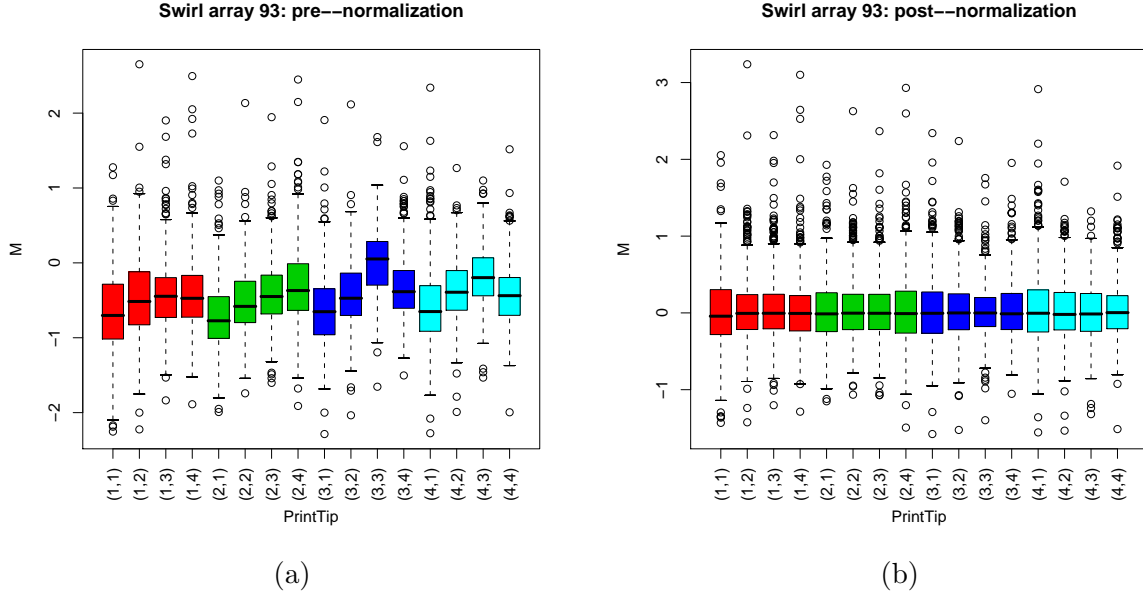 Swirl array 93: pre−−normalization
M
2
1
0
−1
−2
(1,1) (1,2) (1,3) (1,4) (2,1) (2,2) (2,3) (2,4) (3,1) (3,2) (3,3) (3,4) (4,1) (4,2) (4,3) (4,4)
PrintTip
(a)
Swirl array 93: post−−normalization
M
3
2
1
0
−1
(1,1) (1,2) (1,3) (1,4) (2,1) (2,2) (2,3) (2,4) (3,1) (3,2) (3,3) (3,4) (4,1) (4,2) (4,3) (4,4)
PrintTip
(b)